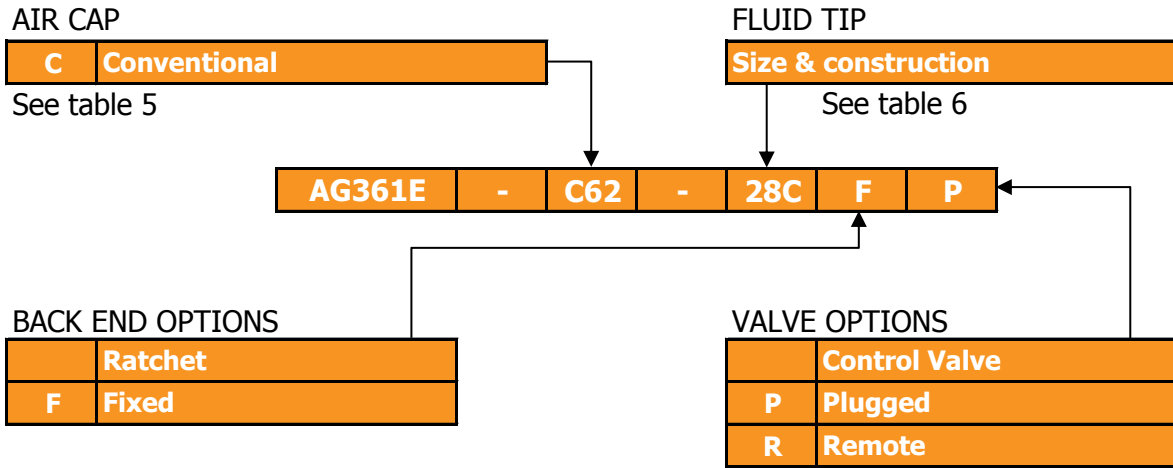 AIR CAP
C Conventional
See table 5
FLUID TIP
Size & construction
See table 6
AG361E - C62 - 28C F P
BACK END OPTIONS
Ratchet
F Fixed
VALVE OPTIONS
Control Valve
P Plugged
R Remote